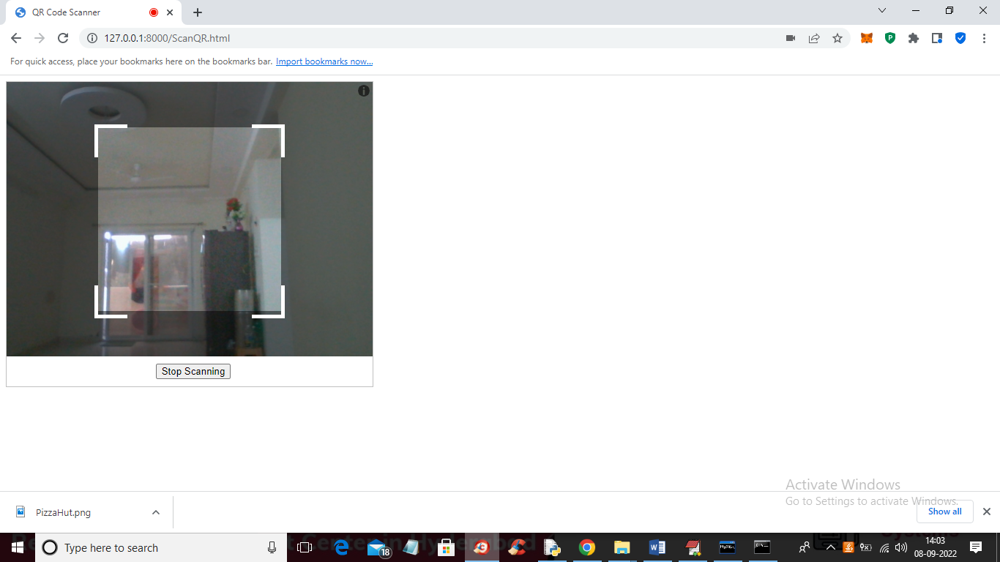 QR Code Scanner
127.0.0.1:8000/ScanQR.html
For quick access, place your bookmarks here on the bookmarks bar. Import bookmarks now...
Stop Scanning
Activate Windows
Go to Settings to activate Windows.
PizzaHut.png
Show all
Type here to search
18
14:03
08-09-2022